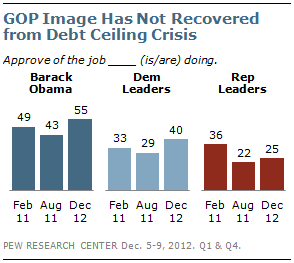 GOP Image Has Not Recovered
from Debt Ceiling Crisis
Approve of the job ____ (is/are) doing.
Barack Obama
49 43 55
Feb 11 Aug 11 Dec 12
Dem Leaders
33 29 40
Feb 11 Aug 11 Dec 12
Rep Leaders
36 22 25
Feb 11 Aug 11 Dec 12
PEW RESEARCH CENTER Dec. 5-9, 2012. Q1 & Q4.